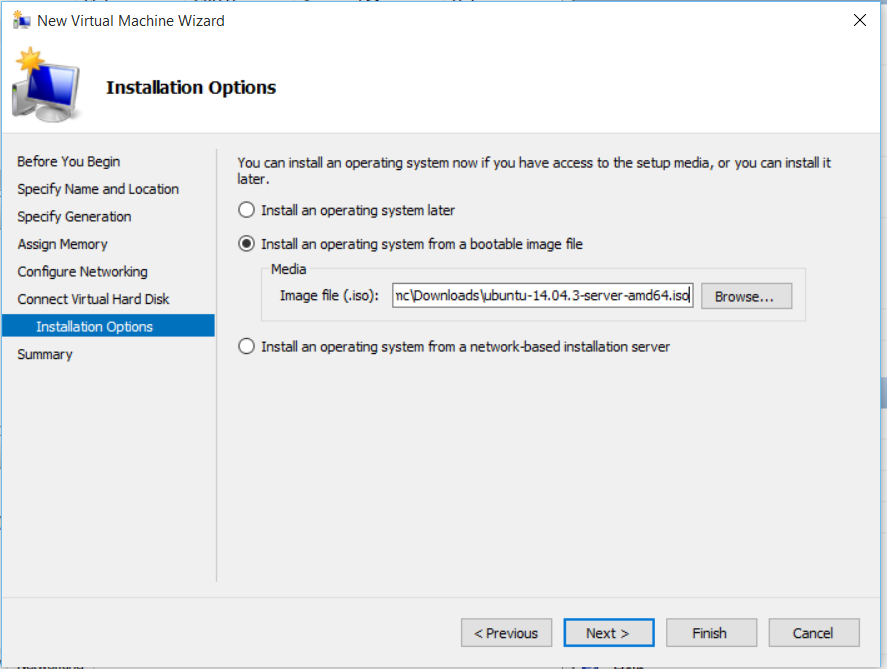 New Virtual Machine Wizard
Installation Options
Before You Begin
Specify Name and Location
Specify Generation
Assign Memory
Configure Networking
Connect Virtual Hard Disk
Installation Options
Summary
You can install an operating system now if you have access to the setup media, or you can install it
later.
Install an operating system later
Install an operating system from a bootable image file
Media
Image file (.iso): nc\Downloads\ubuntu-14.04.3-server-amd64.iso Browse...
Install an operating system from a network-based installation server
< Previous Next > Finish Cancel